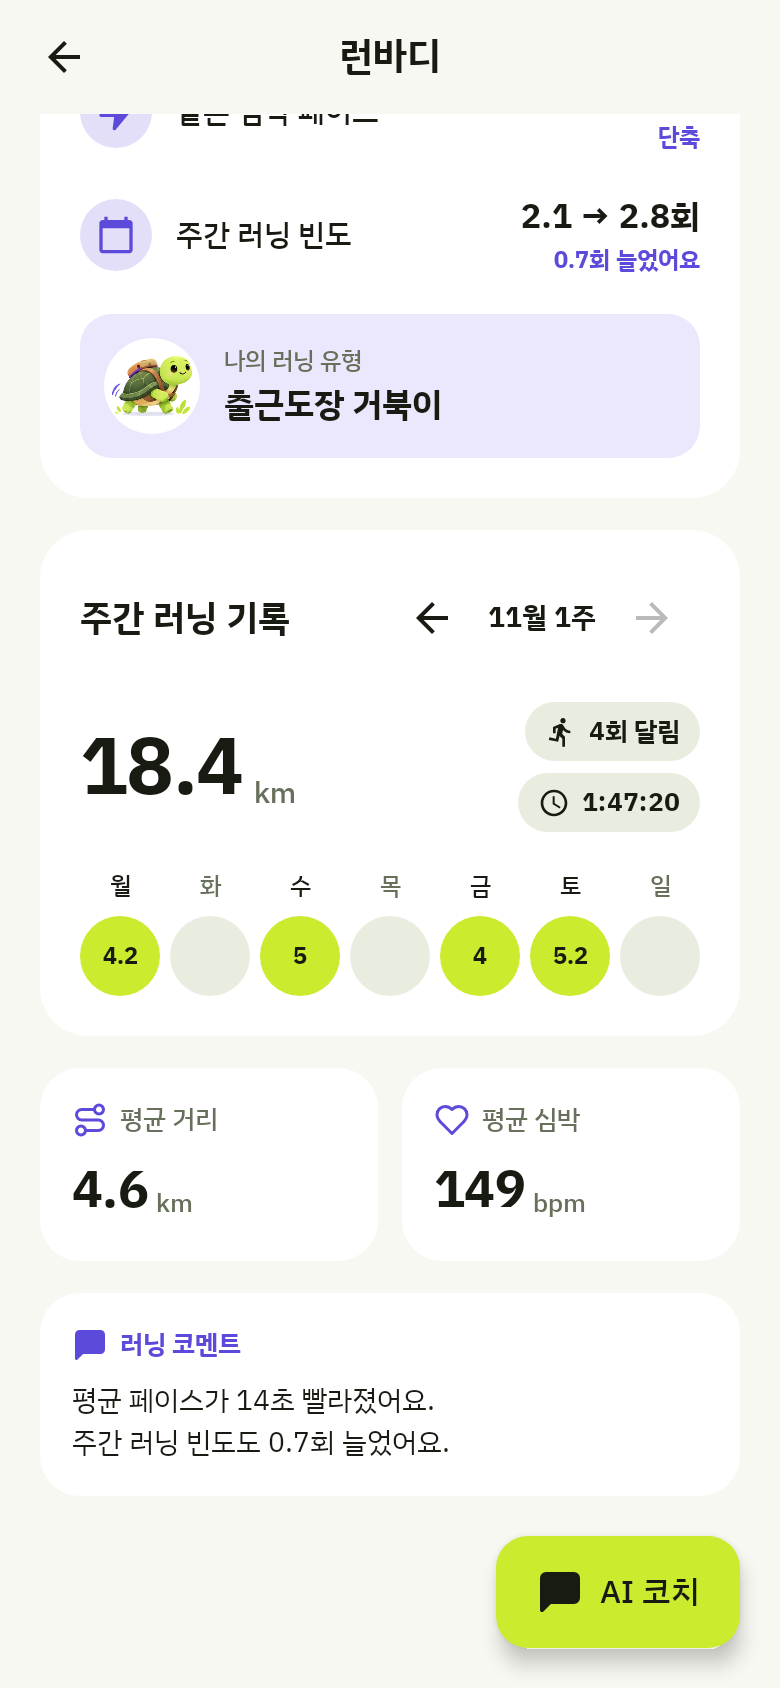 런바디
단축
주간 러닝 빈도
2.1 → 2.8회
0.7회 늘었어요
나의 러닝 유형
출근도장 거북이
주간 러닝 기록
11월 1주
18.4 km
4회 달림
1:47:20
월 화 수 목 금 토 일
4.2 5 4 5.2
평균 거리
4.6 km
평균 심박
149 bpm
러닝 코멘트
평균 페이스가 14초 빨라졌어요.
주간 러닝 빈도도 0.7회 늘었어요.
AI 코치